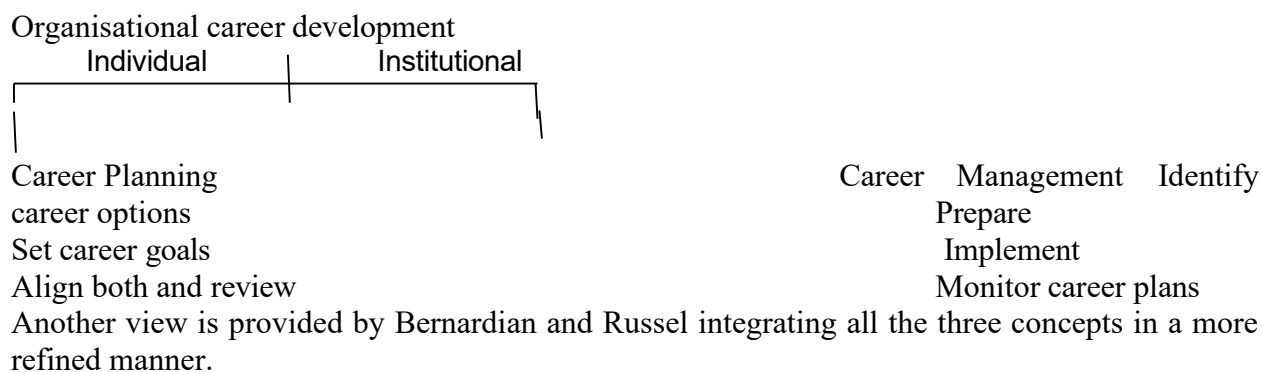 Organisational career development
Individual Institutional
Career Planning Career Management Identify
career options Prepare
Set career goals Implement
Align both and review Monitor career plans
Another view is provided by Bernardian and Russel integrating all the three concepts in a more
refined manner.